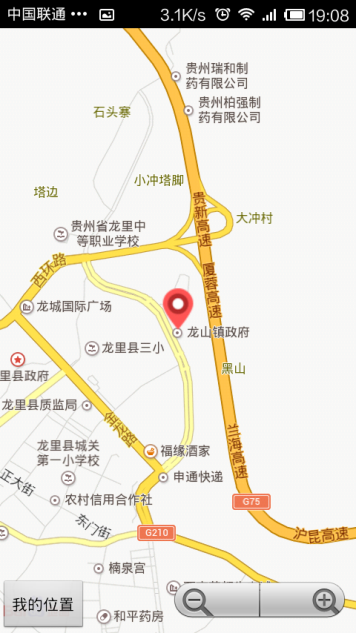 中国联通 ••• 3.1K/s 19:08
贵州瑞和制
药有限公司
贵州柏强制
药有限公司
石头寨
小冲塔脚
塔边
贵新高速
大冲村
贵州省龙里中
等职业学校
西环路
厦蓉高速
龙城国际广场
龙山镇政府
龙里县三小
里县政府
黑山
龙里县质监局
金龙路
兰海高速
龙里县城关
第一小学校
福缘酒家
正大街
申通快递
农村信用合作社
G75
东门街
G210
沪昆高速
楠泉宫
我的位置
和平药房